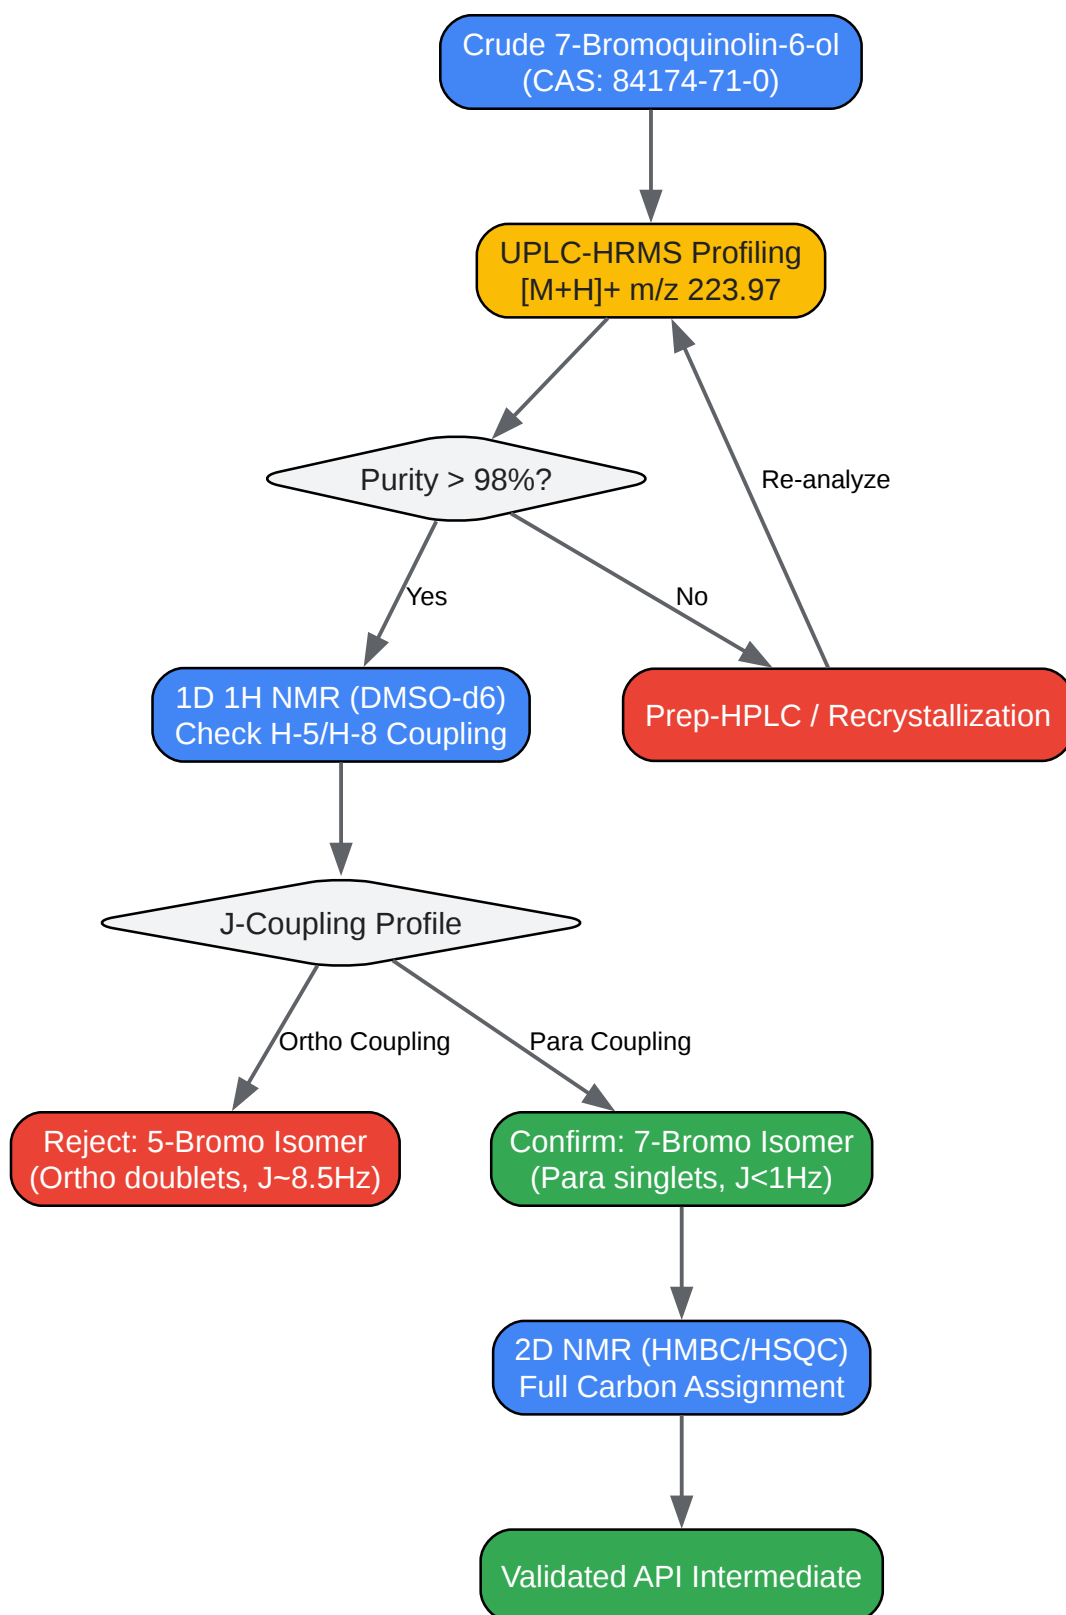 Crude 7-Bromoquinolin-6-ol
(CAS: 84174-71-0)
UPLC-HRMS Profiling
[M+H]+ m/z 223.97
Purity > 98%?
Re-analyze
Yes
No
1D 1H NMR (DMSO-d6)
Check H-5/H-8 Coupling
Prep-HPLC / Recrystallization
J-Coupling Profile
Ortho Coupling
Para Coupling
Reject: 5-Bromo Isomer
(Ortho doublets, J~8.5Hz)
Confirm: 7-Bromo Isomer
(Para singlets, J<1Hz)
2D NMR (HMBC/HSQC)
Full Carbon Assignment
Validated API Intermediate